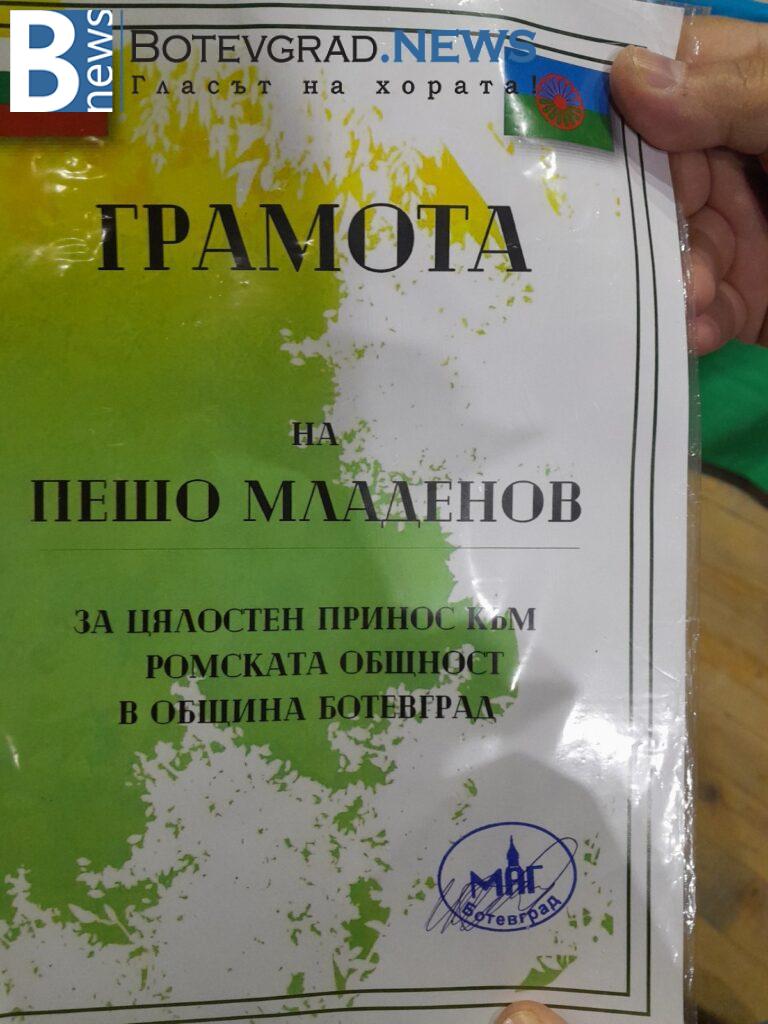 B news
BOTEVGRAD.NEWS
Гласът на хората!
ГРАМОТА
НА
ПЕШО МЛАДЕНОВ
ЗА ЦЯЛОСТЕН ПРИНОС КЪМ
РОМСКАТА ОБЩНОСТ
В ОБЩИНА БОТЕВГРАД
МАГ
Ботевград